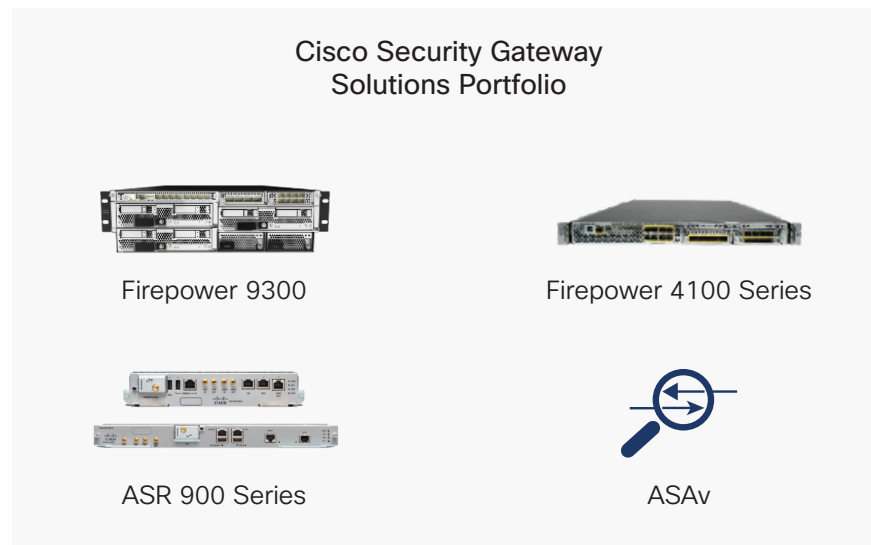 Cisco Security Gateway
Solutions Portfolio
Firepower 9300
Firepower 4100 Series
ASR 900 Series
ASAv